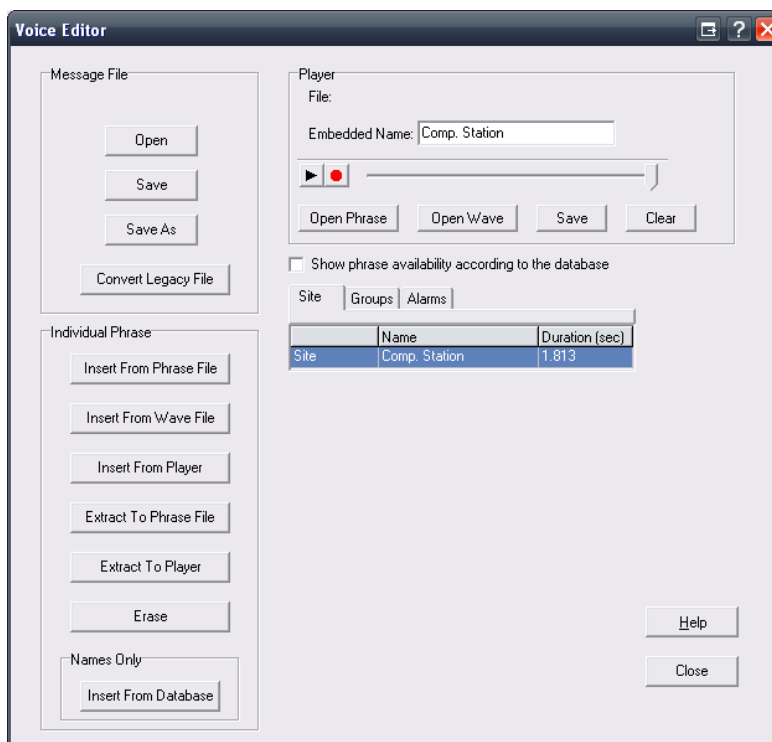 Voice Editor
Message File
Open
Save
Save As
Convert Legacy File
Individual Phrase
Insert From Phrase File
Insert From Wave File
Insert From Player
Extract To Phrase File
Extract To Player
Erase
Names Only
Insert From Database
Player
File:
Embedded Name: Comp. Station
Open Phrase Open Wave Save Clear
Show phrase availability according to the database
Site Groups Alarms
Name Duration (sec)
Site Comp. Station 1.813
Help
Close